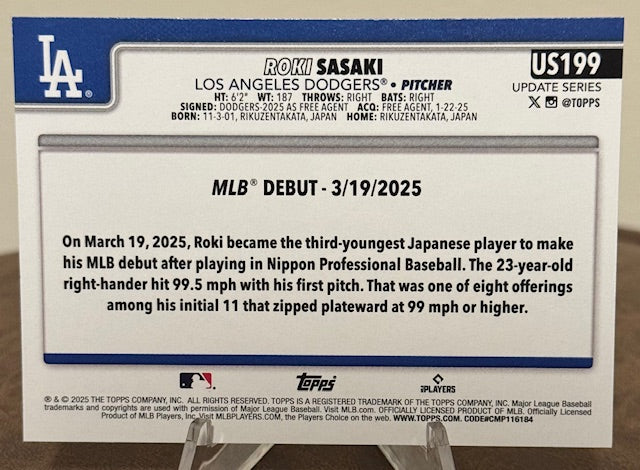 LA®
ROKI SASAKI
LOS ANGELES DODGERS® • PITCHER
HT: 6'2" WT: 187 THROWS: RIGHT BATS: RIGHT
SIGNED: DODGERS-2025 AS FREE AGENT ACQ: FREE AGENT, 1-22-25
BORN: 11-3-01, RIKUZENTAKATA, JAPAN HOME: RIKUZENTAKATA, JAPAN
US199
UPDATE SERIES
X @TOPPS
MLB® DEBUT - 3/19/2025
On March 19, 2025, Roki became the third-youngest Japanese player to make
his MLB debut after playing in Nippon Professional Baseball. The 23-year-old
right-hander hit 99.5 mph with his first pitch. That was one of eight offerings
among his initial 11 that zipped plateward at 99 mph or higher.
Topps
PLAYERS
® & © 2025 THE TOPPS COMPANY, INC. ALL RIGHTS RESERVED. TOPPS IS A REGISTERED TRADEMARK OF THE TOPPS COMPANY, INC. Major League Baseball
trademarks and copyrights are used with permission of Major League Baseball. Visit MLB.com. OFFICIALLY LICENSED PRODUCT OF MLB. Officially Licensed
Product of MLB Players, Inc. Visit MLBPLAYERS.COM, the Players Choice on the web. WWW.TOPPS.COM. CODE#CMP116184